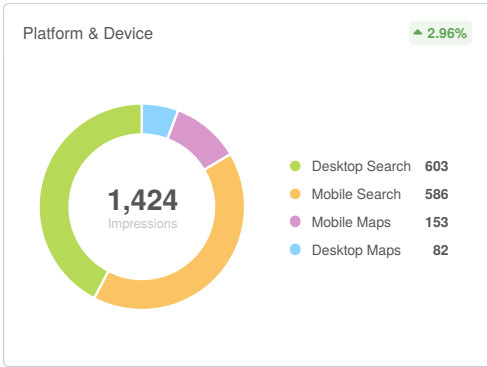 Platform & Device
2.96%
1,424
Impressions
Desktop Search 603
Mobile Search 586
Mobile Maps 153
Desktop Maps 82